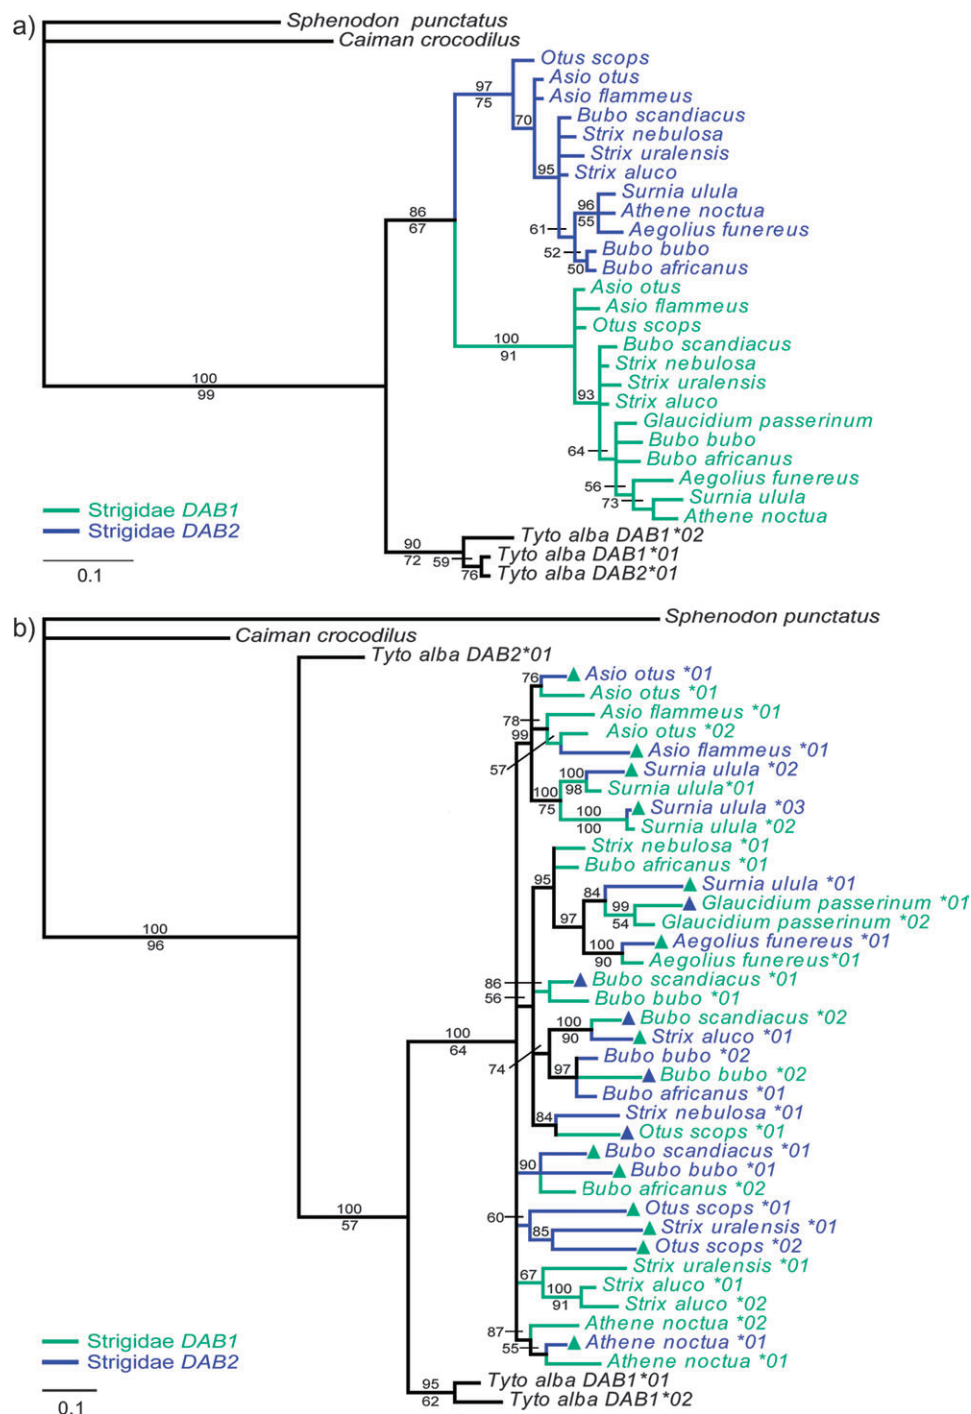 a)
Sphenodon punctatus
Caiman crocodilus
Otus scops
97
75
Asio otus
Asio flammeus
70
Bubo scandiacus
Strix nebulosa
Strix uralensis
95
Strix aluco
Surnia ulula
96
55
Athene noctua
86
67
61
Aegolius funereus
52
Bubo bubo
50
Bubo africanus
Asio otus
Asio flammeus
Otus scops
100
91
Bubo scandiacus
Strix nebulosa
100
99
Strix uralensis
93
Strix aluco
Glaucidium passerinum
64
Bubo bubo
Bubo africanus
56
Aegolius funereus
73
Surnia ulula
Athene noctua
Strigidae DAB1
Strigidae DAB2
90
72
Tyto alba DAB1*02
59
Tyto alba DAB1*01
76
Tyto alba DAB2*01
0.1
b)
Sphenodon punctatus
Caiman crocodilus
Tyto alba DAB2*01
76
Asio otus *01
Asio otus *01
78
Asio flammeus *01
99
Asio otus *02
57
Asio flammeus *01
100
98
Surnia ulula *02
100
75
Surnia ulula*01
100
100
Surnia ulula *03
Surnia ulula *02
Strix nebulosa *01
Bubo africanus *01
95
84
Surnia ulula *01
99
54
Glaucidium passerinum *01
97
Glaucidium passerinum *02
100
96
100
90
Aegolius funereus *01
Aegolius funereus*01
86
Bubo scandiacus *01
56
Bubo bubo *01
100
90
Bubo scandiacus *02
100
64
Strix aluco *01
74
Bubo bubo *02
97
Bubo bubo *02
Bubo africanus *01
84
Strix nebulosa *01
Otus scops *01
Bubo scandiacus *01
90
Bubo bubo *01
Bubo africanus *02
100
57
60
Otus scops *01
85
Strix uralensis *01
Otus scops *02
67
Strix uralensis *01
100
91
Strix aluco *01
Strix aluco *02
87
Athene noctua *02
55
Athene noctua *01
Athene noctua *01
Strigidae DAB1
Strigidae DAB2
95
62
Tyto alba DAB1*01
Tyto alba DAB1*02
0.1